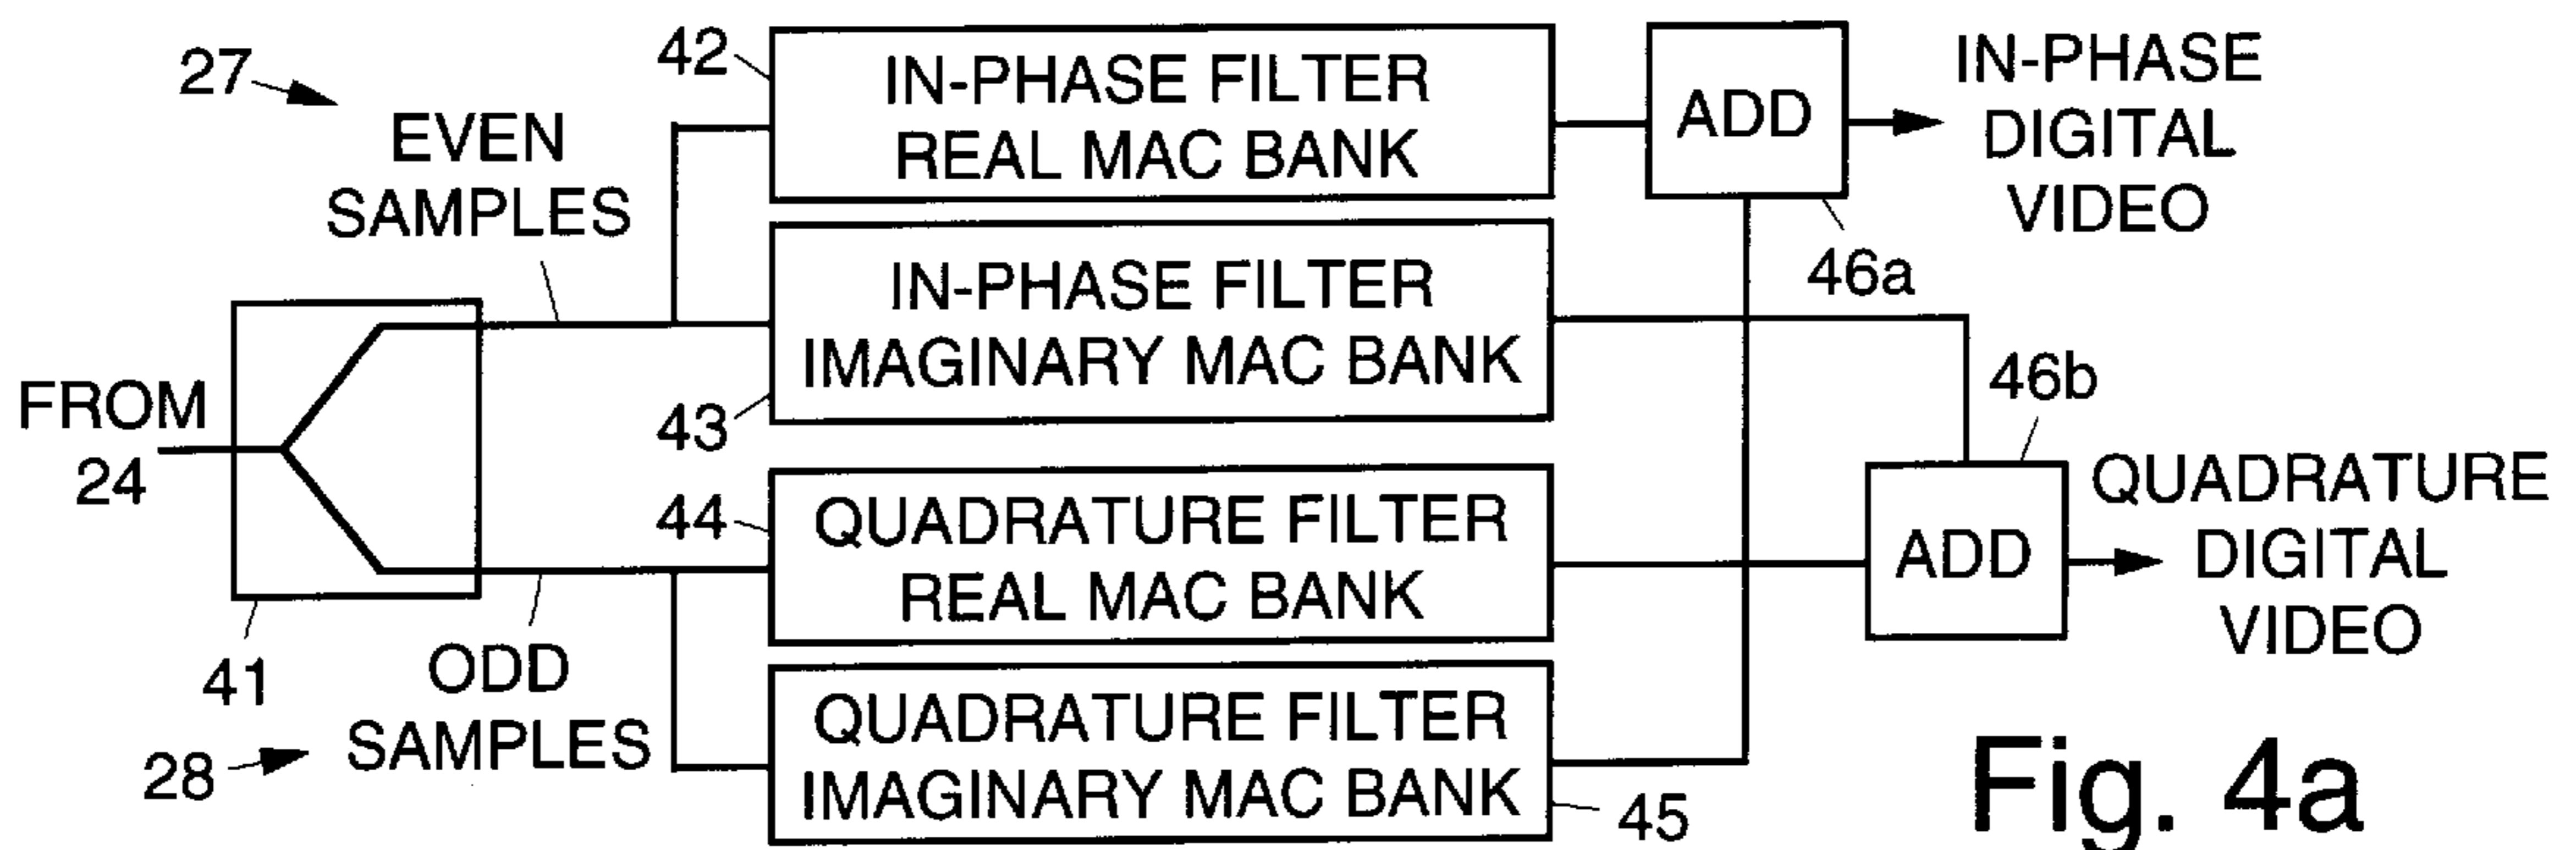 27
EVEN
SAMPLES
FROM
24
41
ODD
SAMPLES
28
42
IN-PHASE FILTER
REAL MAC BANK
43
IN-PHASE FILTER
IMAGINARY MAC BANK
44
QUADRATURE FILTER
REAL MAC BANK
QUADRATURE FILTER
IMAGINARY MAC BANK
45
ADD
46a
IN-PHASE
DIGITAL
VIDEO
46b
ADD
QUADRATURE
DIGITAL
VIDEO
Fig. 4a